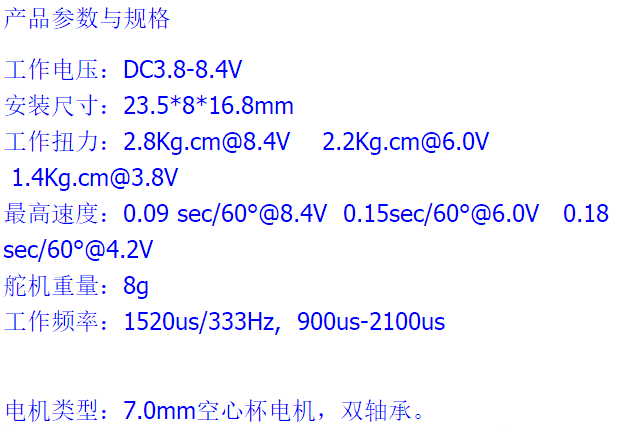 产品参数与规格
工作电压：DC3.8-8.4V
安装尺寸：23.5*8*16.8mm
工作扭力：2.8Kg.cm@8.4V 2.2Kg.cm@6.0V
1.4Kg.cm@3.8V
最高速度：0.09 sec/60°@8.4V 0.15sec/60°@6.0V 0.18
sec/60°@4.2V
舵机重量：8g
工作频率：1520us/333Hz，900us-2100us
电机类型：7.0mm空心杯电机，双轴承。